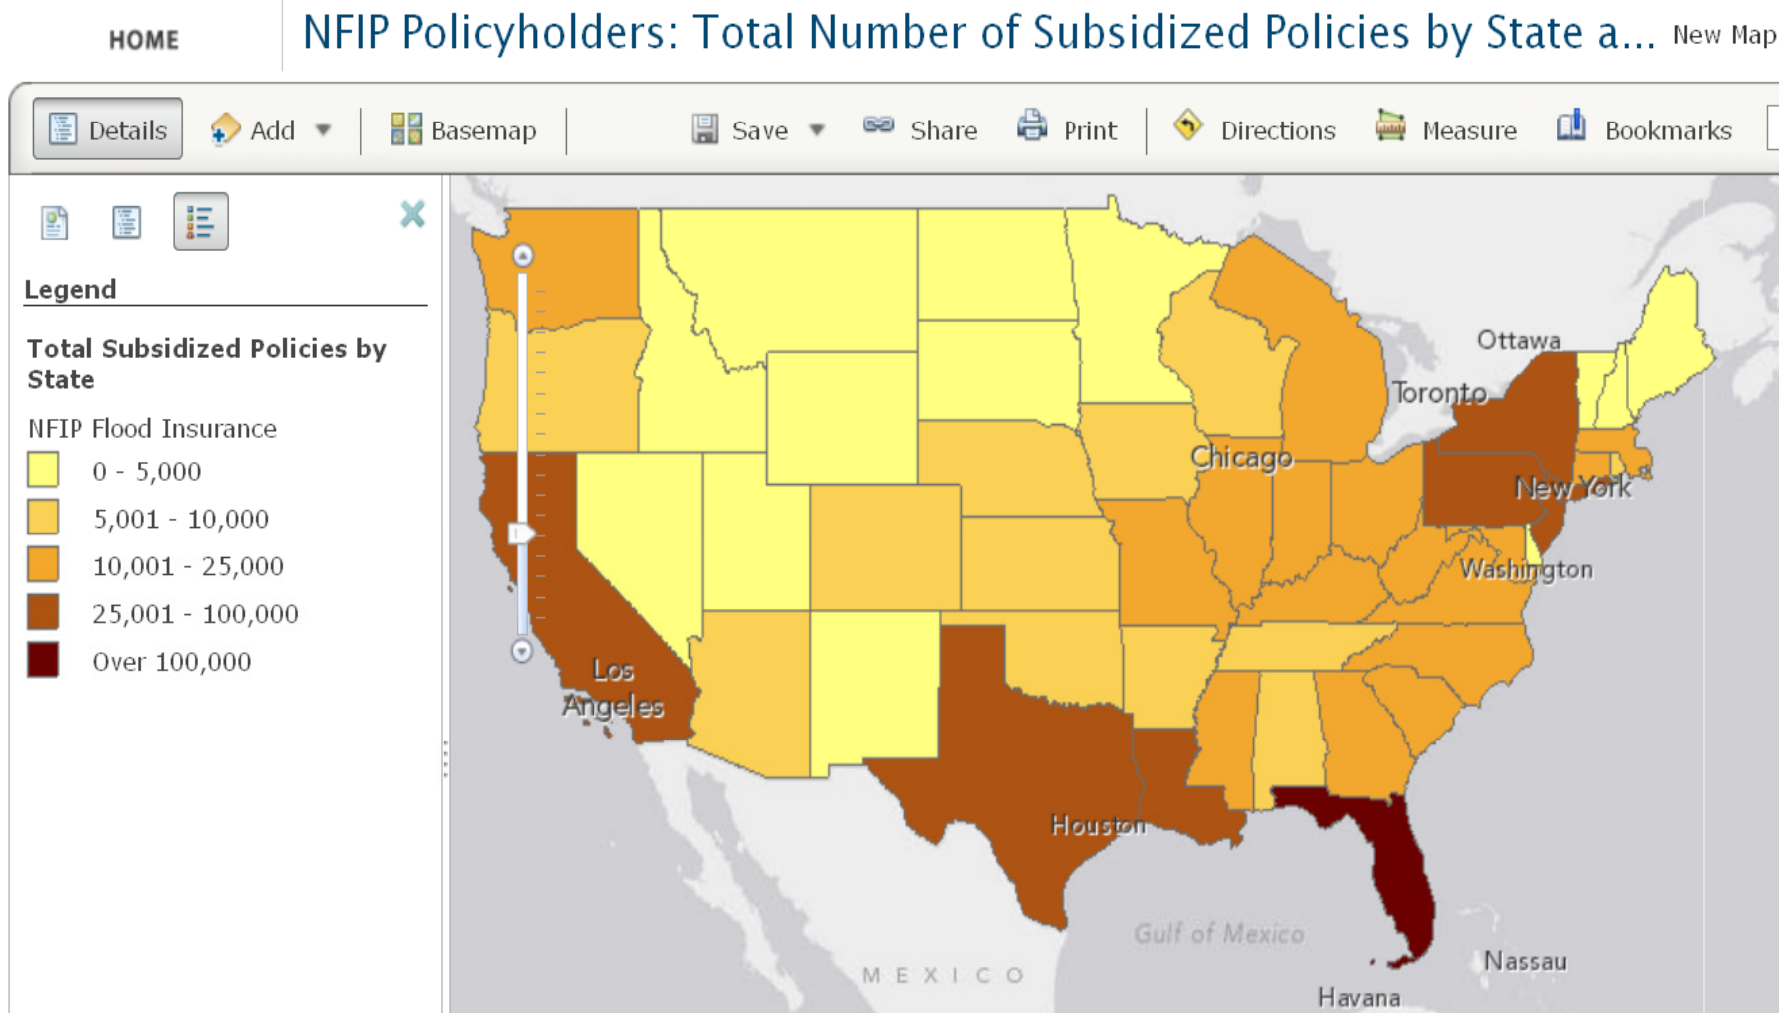 HOME
NFIP Policyholders: Total Number of Subsidized Policies by State a...
New Map
Details
Add
Basemap
Save
Share
Print
Directions
Measure
Bookmarks
Legend
Total Subsidized Policies by
State
NFIP Flood Insurance
0 - 5,000
5,001 - 10,000
10,001 - 25,000
25,001 - 100,000
Over 100,000
Ottawa
Toronto
Chicago
New York
Washington
Los
Angeles
Houston
Gulf of Mexico
MEXICO
Nassau
Havana